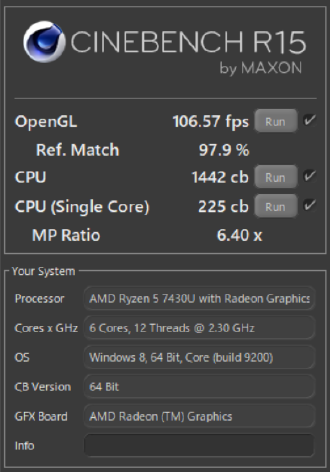 CINEBENCH R15
by MAXON
OpenGL 106.57 fps Run
Ref. Match 97.9 %
CPU 1442 cb Run
CPU (Single Core) 225 cb Run
MP Ratio 6.40 x
Your System
Processor AMD Ryzen 5 7430U with Radeon Graphics
Cores x GHz 6 Cores, 12 Threads @ 2.30 GHz
OS Windows 8, 64 Bit, Core (build 9200)
CB Version 64 Bit
GFX Board AMD Radeon (TM) Graphics
Info